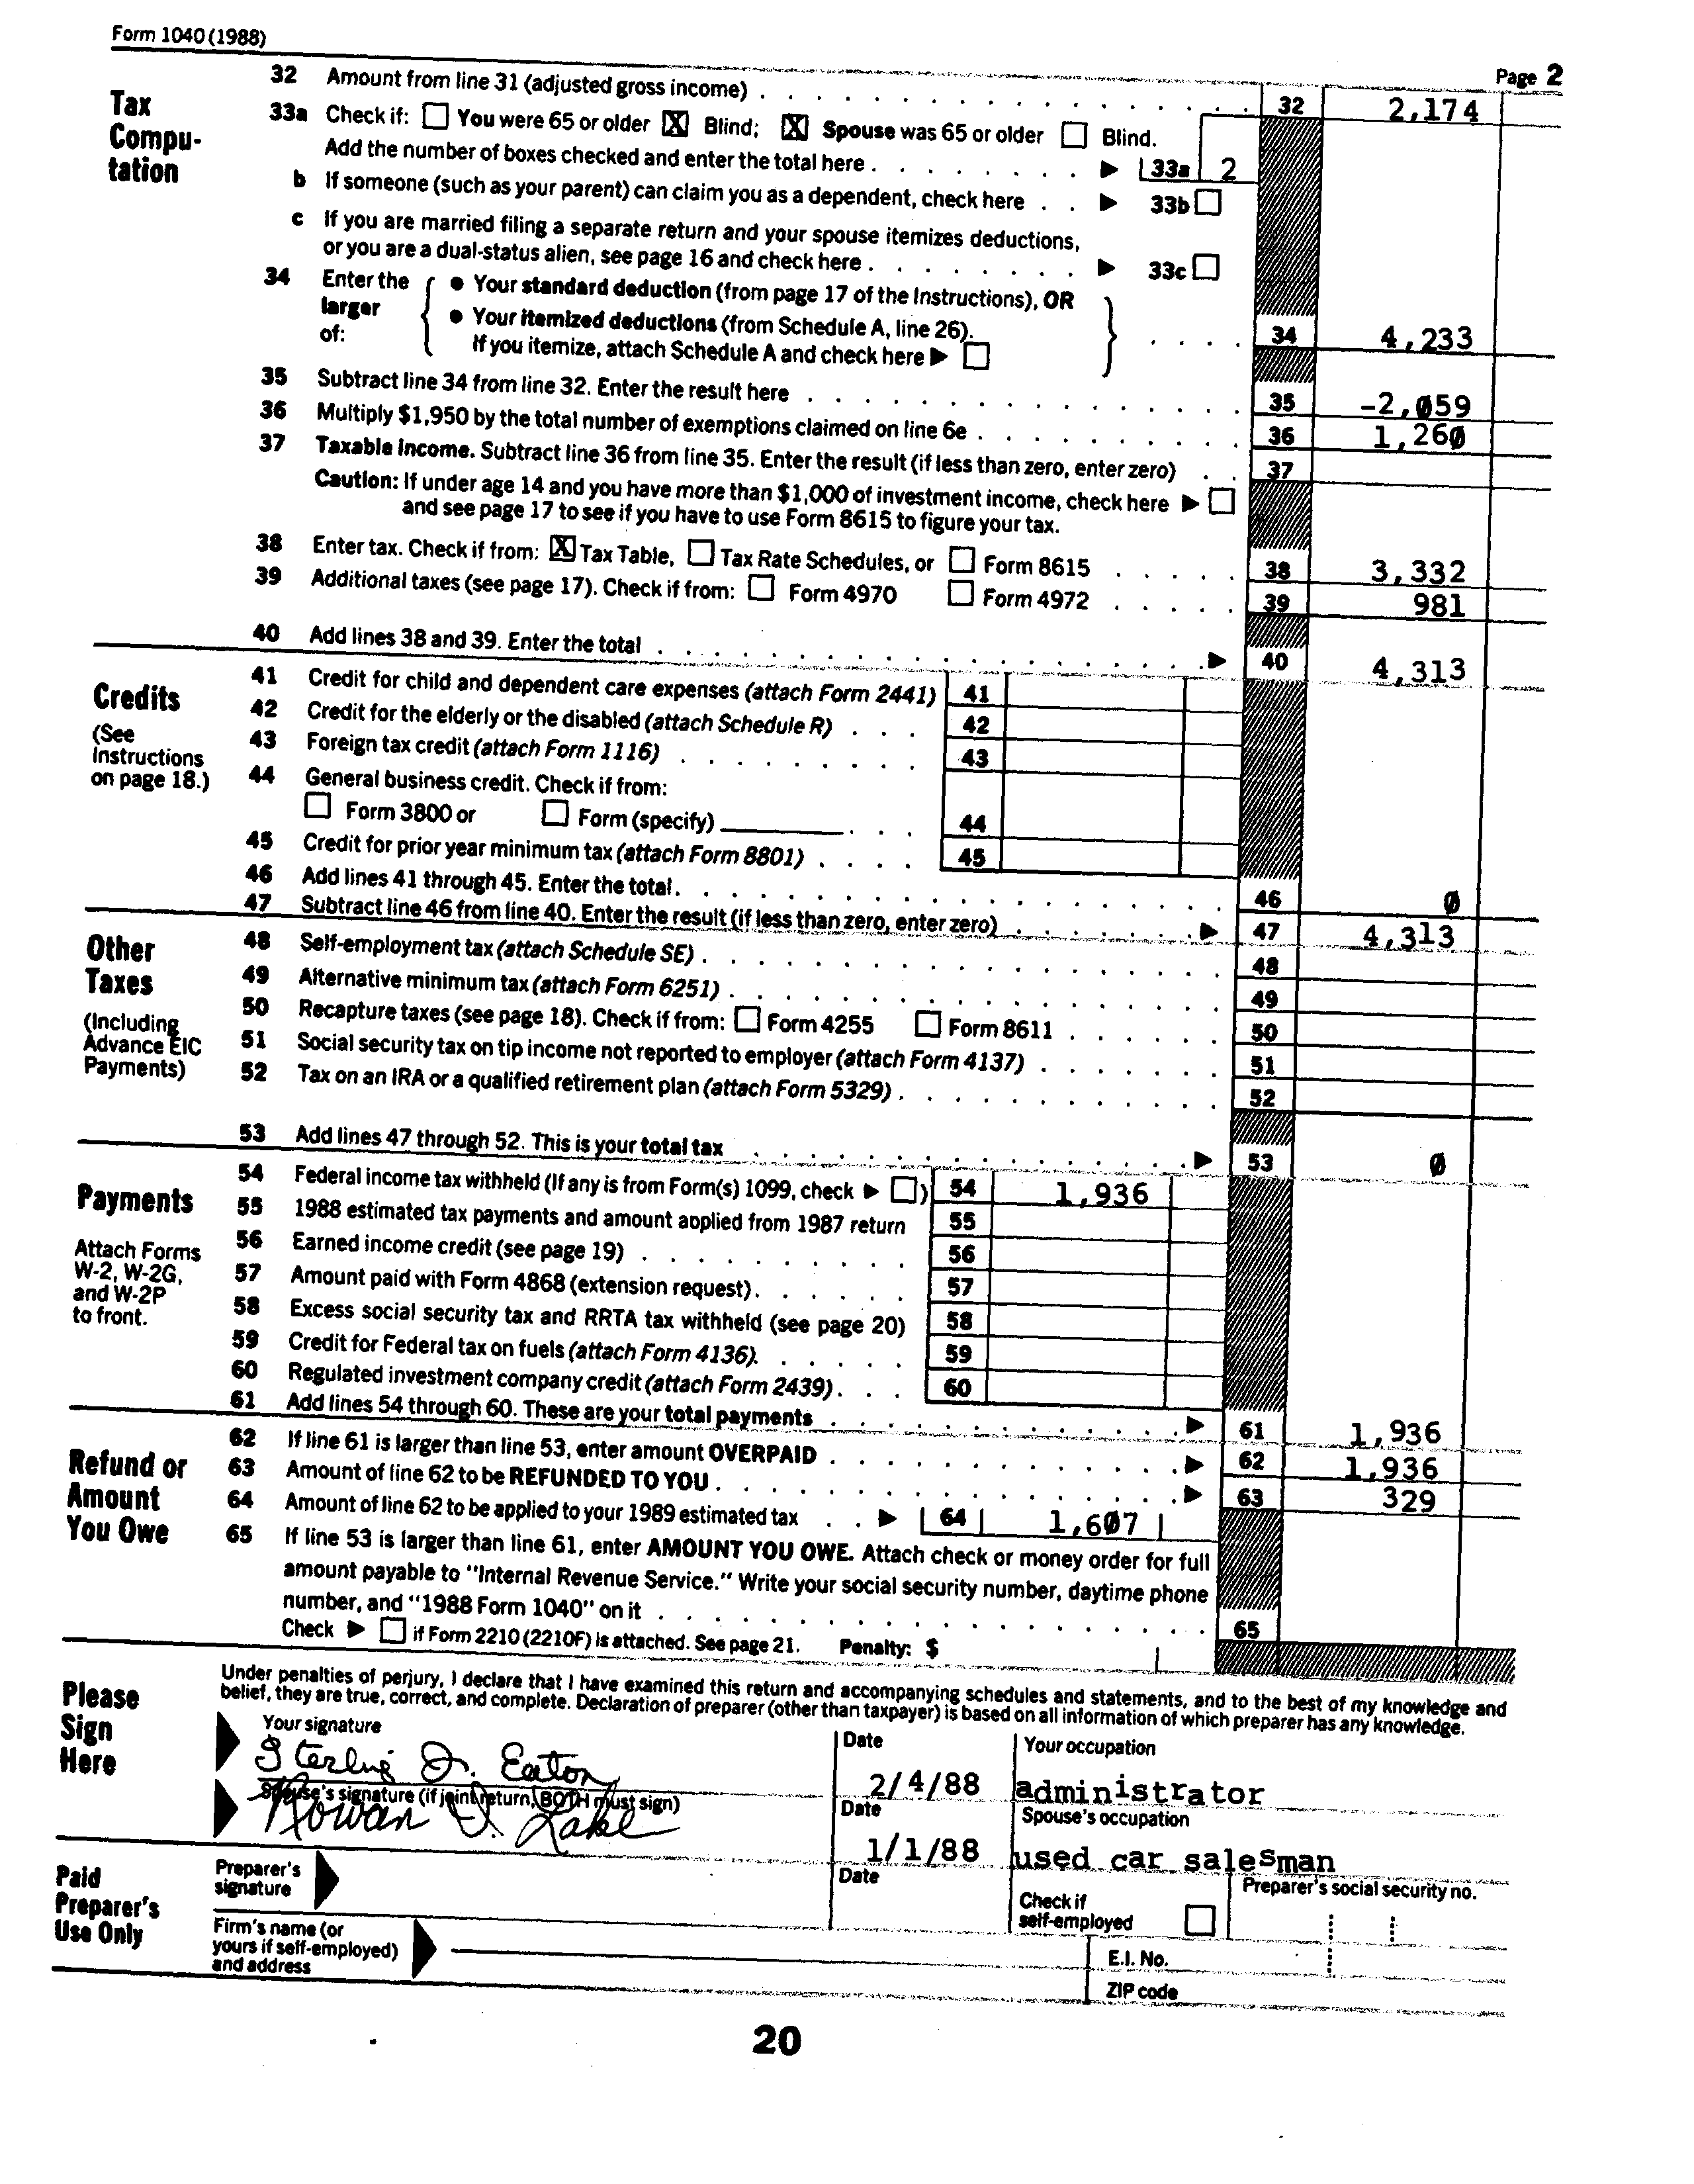 Form 1040 (1988)
Page 2
Tax Compu-tation
32 Amount from line 31 (adjusted gross income) . . . 32 2,174
33a Check if: ☐ You were 65 or older ☒ Blind; ☒ Spouse was 65 or older ☐ Blind.
Add the number of boxes checked and enter the total here . . . ▶ 33a 2
b If someone (such as your parent) can claim you as a dependent, check here . . ▶ 33b ☐
c If you are married filing a separate return and your spouse itemizes deductions,
or you are a dual-status alien, see page 16 and check here . . . ▶ 33c ☐
34 Enter the larger of: { ● Your standard deduction (from page 17 of the Instructions), OR
● Your itemized deductions (from Schedule A, line 26).
If you itemize, attach Schedule A and check here ▶ ☐ } . . . . 34 4,233
35 Subtract line 34 from line 32. Enter the result here . . . 35 -2,059
36 Multiply $1,950 by the total number of exemptions claimed on line 6e . . . 36 1,260
37 Taxable income. Subtract line 36 from line 35. Enter the result (if less than zero, enter zero) . . 37
Caution: If under age 14 and you have more than $1,000 of investment income, check here ▶ ☐
and see page 17 to see if you have to use Form 8615 to figure your tax.
38 Enter tax. Check if from: ☒ Tax Table, ☐ Tax Rate Schedules, or ☐ Form 8615 . . . 38 3,332
39 Additional taxes (see page 17). Check if from: ☐ Form 4970 ☐ Form 4972 . . . 39 981
40 Add lines 38 and 39. Enter the total . . . ▶ 40 4,313
Credits
(See Instructions on page 18.)
41 Credit for child and dependent care expenses (attach Form 2441) 41
42 Credit for the elderly or the disabled (attach Schedule R) . . . 42
43 Foreign tax credit (attach Form 1116) . . . 43
44 General business credit. Check if from:
☐ Form 3800 or ☐ Form (specify) ______ . . . 44
45 Credit for prior year minimum tax (attach Form 8801) . . . . 45
46 Add lines 41 through 45. Enter the total . . . 46 0
47 Subtract line 46 from line 40. Enter the result (if less than zero, enter zero) . . . ▶ 47 4,313
Other Taxes
(Including Advance EIC Payments)
48 Self-employment tax (attach Schedule SE) . . . 48
49 Alternative minimum tax (attach Form 6251) . . . 49
50 Recapture taxes (see page 18). Check if from: ☐ Form 4255 ☐ Form 8611 . . . 50
51 Social security tax on tip income not reported to employer (attach Form 4137) . . . 51
52 Tax on an IRA or a qualified retirement plan (attach Form 5329) . . . 52
53 Add lines 47 through 52. This is your total tax . . . ▶ 53 0
Payments
Attach Forms W-2, W-2G, and W-2P to front.
54 Federal income tax withheld (If any is from Form(s) 1099, check ▶ ☐) 54 1,936
55 1988 estimated tax payments and amount applied from 1987 return 55
56 Earned income credit (see page 19) . . . 56
57 Amount paid with Form 4868 (extension request) . . . 57
58 Excess social security tax and RRTA tax withheld (see page 20) 58
59 Credit for Federal tax on fuels (attach Form 4136). . . . 59
60 Regulated investment company credit (attach Form 2439) . . . 60
61 Add lines 54 through 60. These are your total payments . . . ▶ 61 1,936
Refund or Amount You Owe
62 If line 61 is larger than line 53, enter amount OVERPAID . . . ▶ 62 1,936
63 Amount of line 62 to be REFUNDED TO YOU . . . ▶ 63 329
64 Amount of line 62 to be applied to your 1989 estimated tax . . ▶ 64 1,607
65 If line 53 is larger than line 61, enter AMOUNT YOU OWE. Attach check or money order for full
amount payable to "Internal Revenue Service." Write your social security number, daytime phone
number, and "1988 Form 1040" on it . . . 65
Check ▶ ☐ if Form 2210 (2210F) is attached. See page 21. Penalty: $
Please Sign Here
Under penalties of perjury, I declare that I have examined this return and accompanying schedules and statements, and to the best of my knowledge and
belief, they are true, correct, and complete. Declaration of preparer (other than taxpayer) is based on all information of which preparer has any knowledge.
Your signature Date Your occupation
Sterling J. Eaton 2/4/88 administrator
Spouse's signature (if joint return, BOTH must sign) Date Spouse's occupation
Rowan I. Lake 1/1/88 used car salesman
Paid Preparer's Use Only
Preparer's signature Date Check if self-employed ☐ Preparer's social security no.
Firm's name (or yours if self-employed) and address
E.I. No.
ZIP code
20